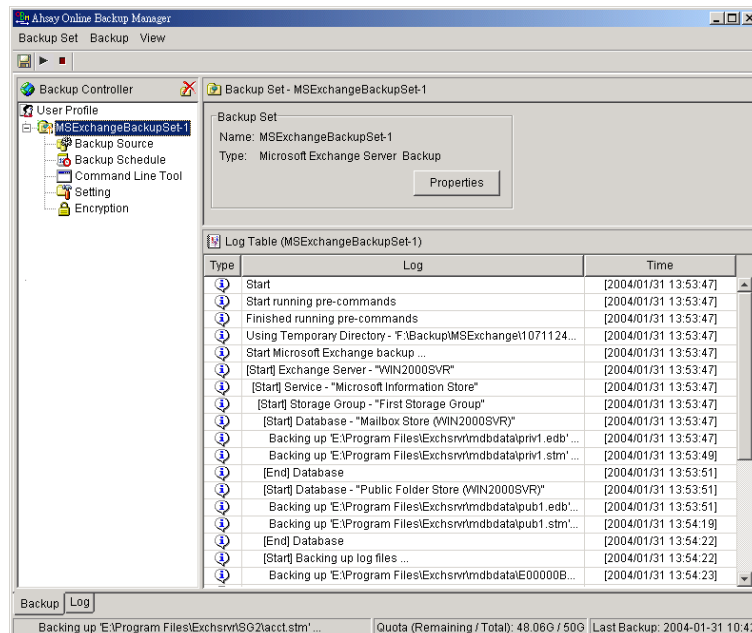 Ahsay Online Backup Manager
Backup Set Backup View
Backup Controller
User Profile
MSExchangeBackupSet-1
Backup Source
Backup Schedule
Command Line Tool
Setting
Encryption
Backup Set - MSExchangeBackupSet-1
Backup Set
Name: MSExchangeBackupSet-1
Type: Microsoft Exchange Server Backup
Properties
Log Table (MSExchangeBackupSet-1)
Type Log Time
Start [2004/01/31 13:53:47]
Start running pre-commands [2004/01/31 13:53:47]
Finished running pre-commands [2004/01/31 13:53:47]
Using Temporary Directory - 'F:\Backup\MSExchange\1071124... [2004/01/31 13:53:47]
Start Microsoft Exchange backup ... [2004/01/31 13:53:47]
[Start] Exchange Server - "WIN2000SVR" [2004/01/31 13:53:47]
[Start] Service - "Microsoft Information Store" [2004/01/31 13:53:47]
[Start] Storage Group - "First Storage Group" [2004/01/31 13:53:47]
[Start] Database - "Mailbox Store (WIN2000SVR)" [2004/01/31 13:53:47]
Backing up 'E:\Program Files\Exchsrvr\mdbdata\priv1.edb' ... [2004/01/31 13:53:47]
Backing up 'E:\Program Files\Exchsrvr\mdbdata\priv1.stm' ... [2004/01/31 13:53:49]
[End] Database [2004/01/31 13:53:51]
[Start] Database - "Public Folder Store (WIN2000SVR)" [2004/01/31 13:53:51]
Backing up 'E:\Program Files\Exchsrvr\mdbdata\pub1.edb'... [2004/01/31 13:53:51]
Backing up 'E:\Program Files\Exchsrvr\mdbdata\pub1.stm'... [2004/01/31 13:54:19]
[End] Database [2004/01/31 13:54:22]
[Start] Backing up log files ... [2004/01/31 13:54:22]
Backing up 'E:\Program Files\Exchsrvr\mdbdata\E00000B... [2004/01/31 13:54:23]
Backup Log
Backing up 'E:\Program Files\Exchsrvr\SG2\acct.stm' ... Quota (Remaining / Total): 48.06G / 50G Last Backup: 2004-01-31 10:4